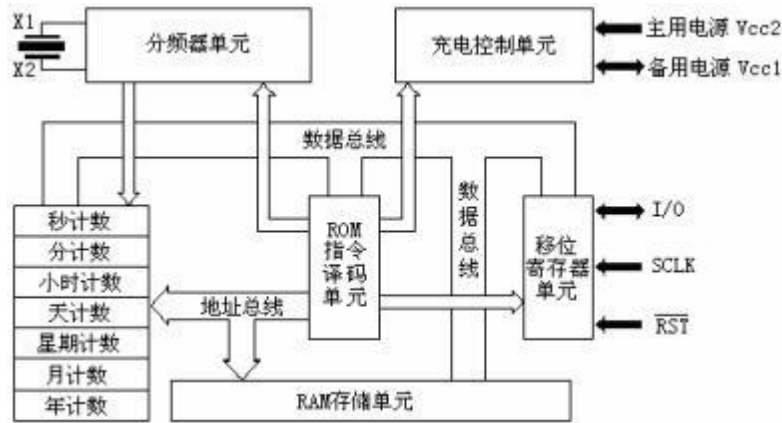 X1
X2
分频器单元
充电控制单元
主用电源 Vcc2
备用电源 Vcc1
数据总线
数据总线
秒计数
分计数
小时计数
天计数
星期计数
月计数
年计数
ROM
指令
译码
单元
地址总线
移位
寄存器
单元
I/O
SCLK
R̅S̅T̅
RAM存储单元